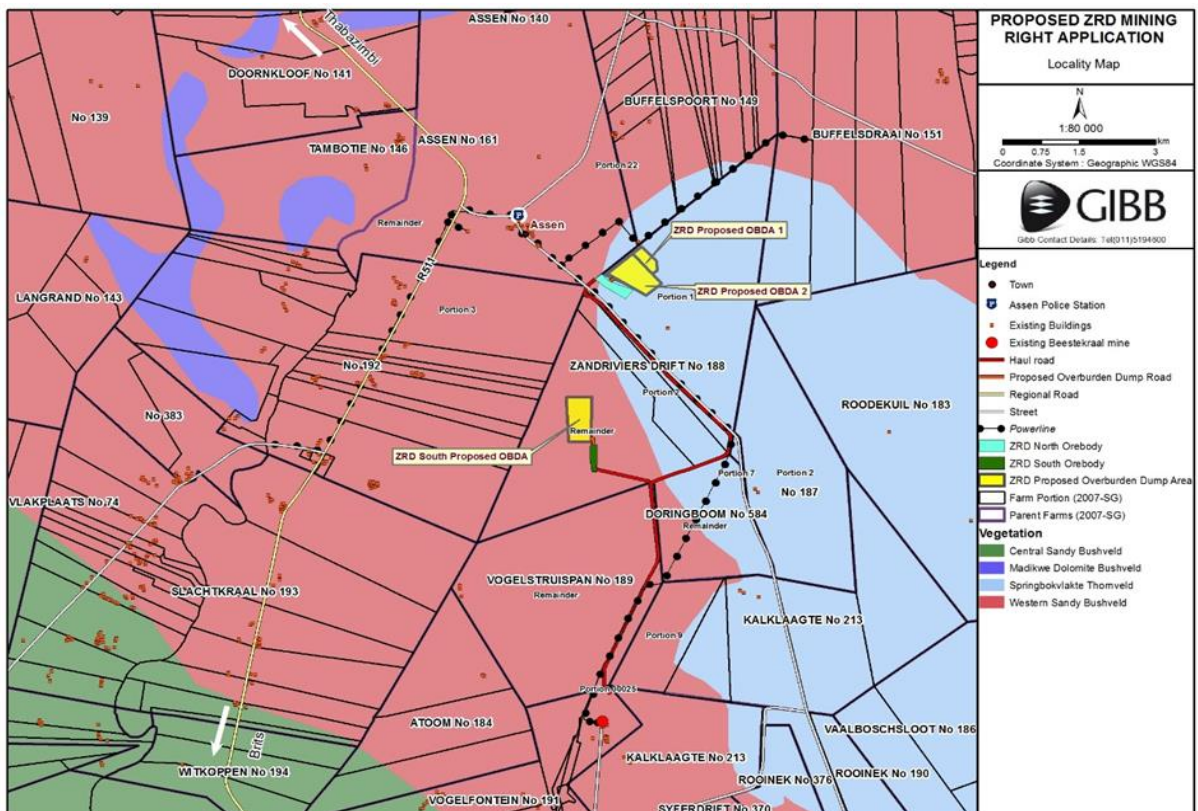 ASSEN No 140
Thabazimbi
DOORNKLOOF No 141
No 139
BUFFELSPOORT No 149
BUFFELSDRAAI No 151
ASSEN No 161
TAMBOTIE No 146
Portion 22
Remainder
Assen
ZRD Proposed OBDA 1
R511
LANGRAND No 143
Portion 3
Portion 1
ZRD Proposed OBDA 2
No 192
ZANDRIVIERS DRIFT No 188
Portion 2
ROODEKUIL No 183
No 383
Remainder
ZRD South Proposed OBDA
Portion 7
Portion 2
No 187
VLAKPLAATS No 74
DORINGBOOM No 584
Remainder
VOGELSTRUISPAN No 189
Remainder
SLACHTKRAAL No 193
KALKLAAGTE No 213
Portion 9
Portion 00025
ATOOM No 184
VAALBOSCHSLOOT No 186
Brits
KALKLAAGTE No 213
WITKOPPEN No 194
ROOINEK No 376
ROOINEK No 190
VOGELFONTEIN No 191
SYFERDRIFT No 370
PROPOSED ZRD MINING
RIGHT APPLICATION
Locality Map
N
1:80 000
km
0 0.75 1.5 3
Coordinate System : Geographic WGS84
GIBB
Gibb Contact Details: Tel(011)5194600
Legend
Town
Assen Police Station
Existing Buildings
Existing Beestekraal mine
Haul road
Proposed Overburden Dump Road
Regional Road
Street
Powerline
ZRD North Orebody
ZRD South Orebody
ZRD Proposed Overburden Dump Area
Farm Portion (2007-SG)
Parent Farms (2007-SG)
Vegetation
Central Sandy Bushveld
Madikwe Dolomite Bushveld
Springbokvlakte Thornveld
Western Sandy Bushveld